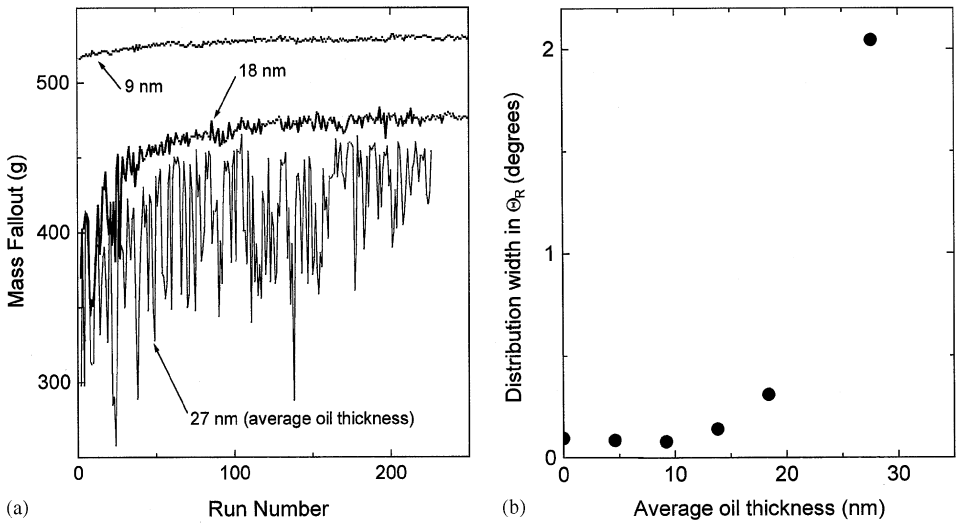 500
400
300
Mass Fallout (g)
9 nm
18 nm
27 nm (average oil thickness)
0
100
200
Run Number
(a)
2
1
0
Distribution width in Θ_R (degrees)
0
10
20
30
Average oil thickness (nm)
(b)